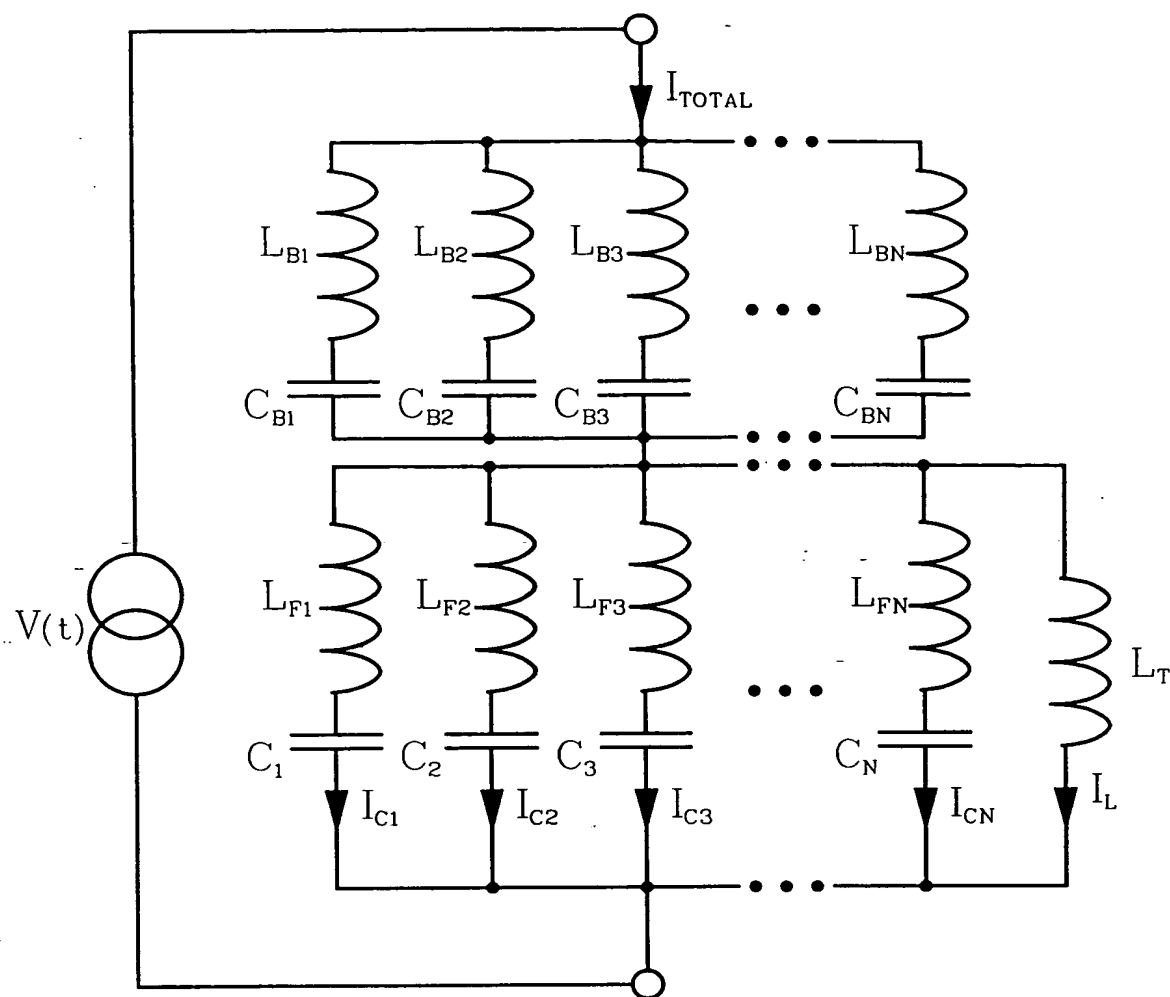 I_TOTAL
L_B1 L_B2 L_B3 L_BN
C_B1 C_B2 C_B3 C_BN
L_F1 L_F2 L_F3 L_FN
V(t)
L_T
C_1 C_2 C_3 C_N
I_C1 I_C2 I_C3 I_CN I_L